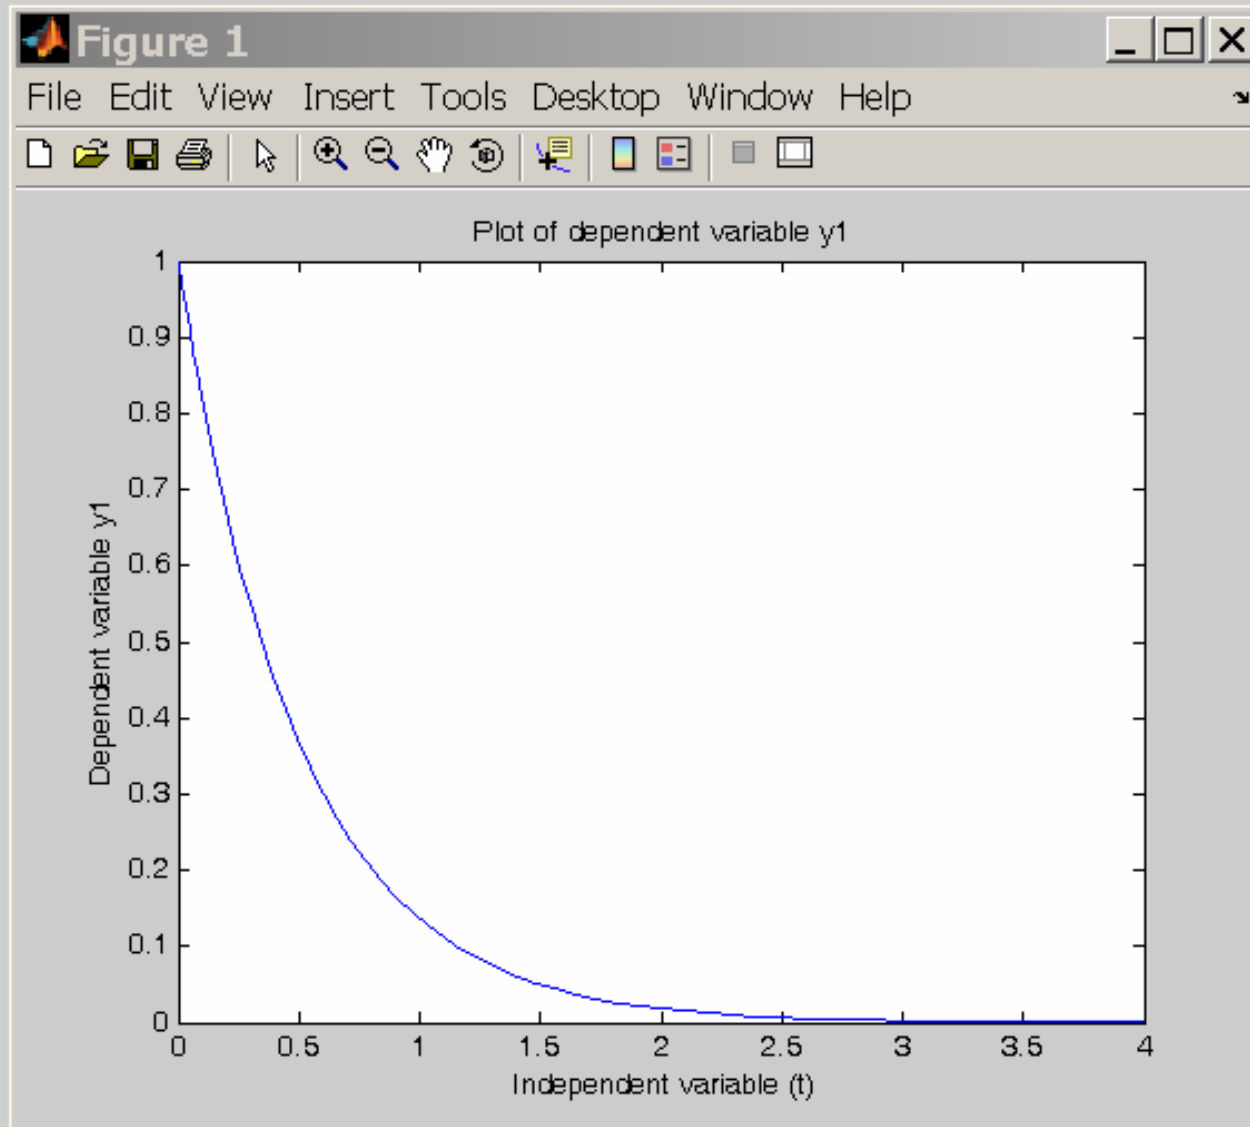 Figure 1
File Edit View Insert Tools Desktop Window Help
Plot of dependent variable y1
1
0.9
0.8
0.7
0.6
0.5
0.4
0.3
0.2
0.1
0
Dependent variable y1
0 0.5 1 1.5 2 2.5 3 3.5 4
Independent variable (t)